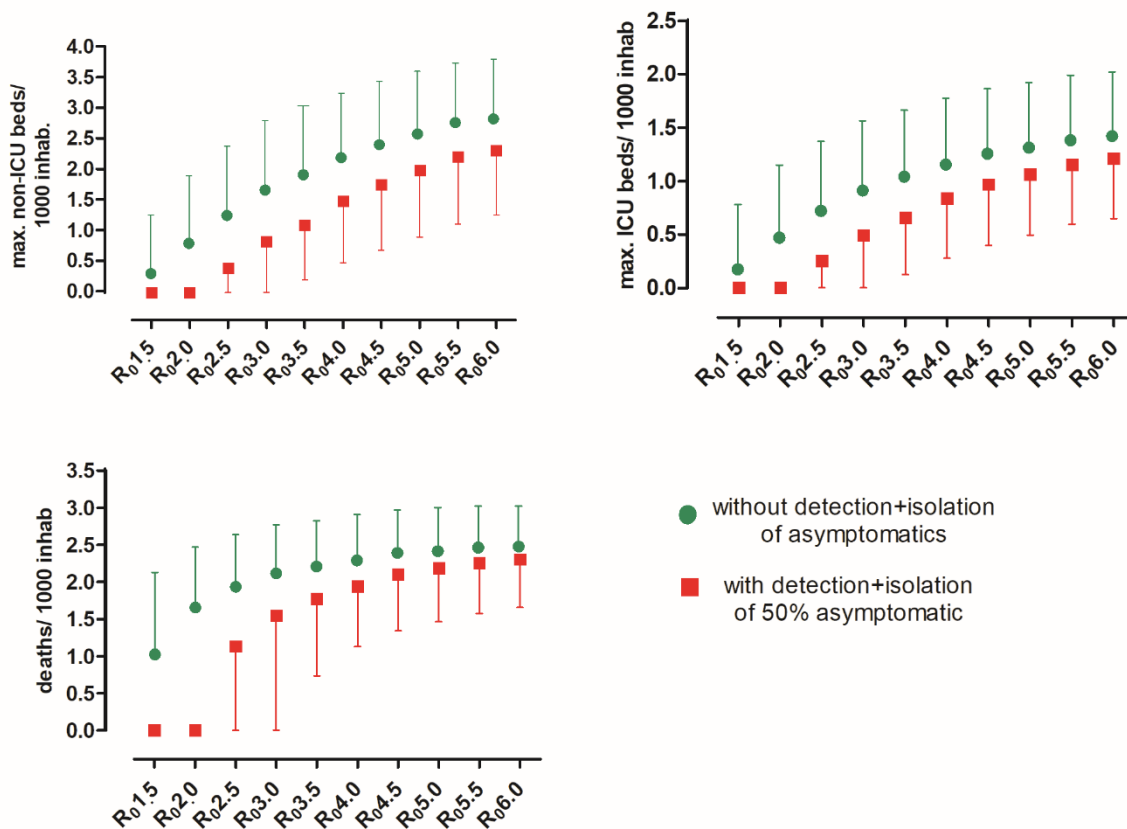 max. non-ICU beds/
1000 inhab.
4.0
3.5
3.0
2.5
2.0
1.5
1.0
0.5
0.0
R₀1.5
R₀2.0
R₀2.5
R₀3.0
R₀3.5
R₀4.0
R₀4.5
R₀5.0
R₀5.5
R₀6.0
max. ICU beds/ 1000 inhab
2.5
2.0
1.5
1.0
0.5
0.0
R₀1.5
R₀2.0
R₀2.5
R₀3.0
R₀3.5
R₀4.0
R₀4.5
R₀5.0
R₀5.5
R₀6.0
deaths/ 1000 inhab
3.5
3.0
2.5
2.0
1.5
1.0
0.5
0.0
R₀1.5
R₀2.0
R₀2.5
R₀3.0
R₀3.5
R₀4.0
R₀4.5
R₀5.0
R₀5.5
R₀6.0
without detection+isolation
of asymptomatics
with detection+isolation
of 50% asymptomatic